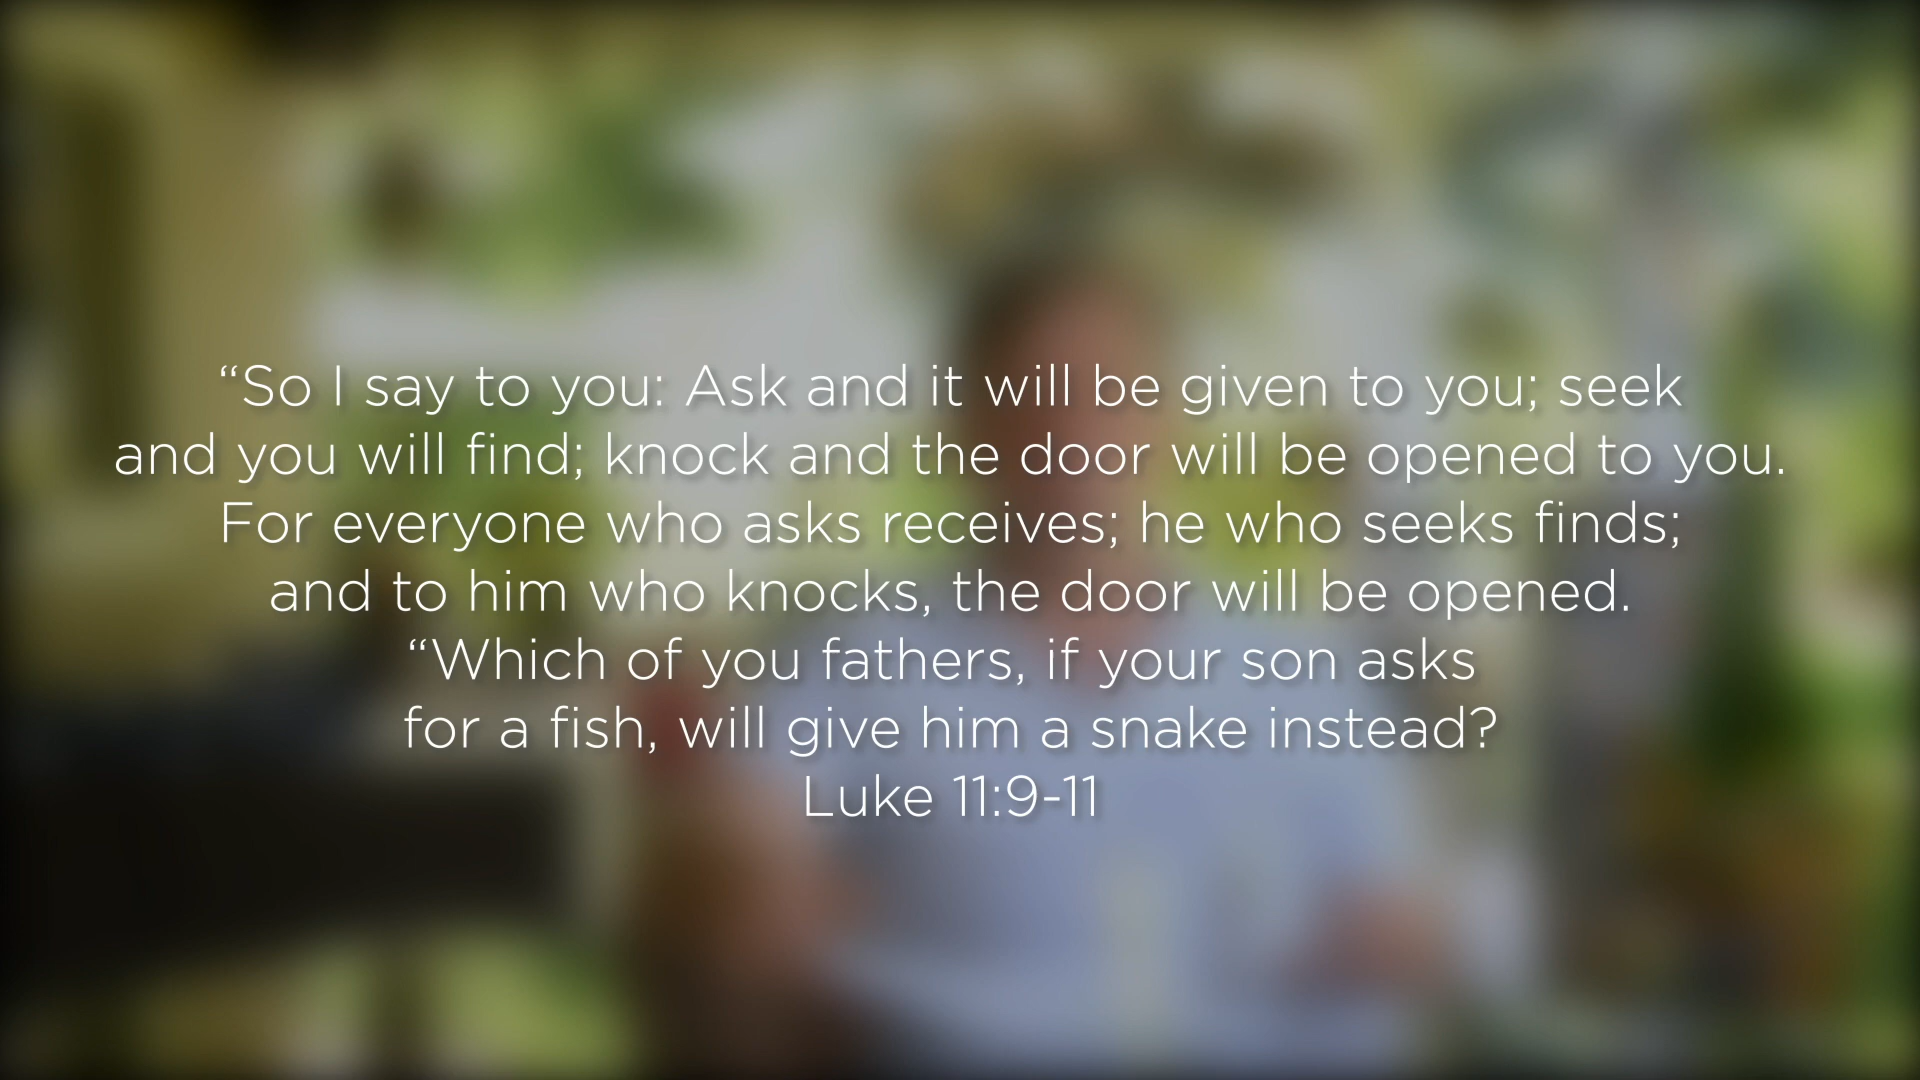 “So I say to you: Ask and it will be given to you; seek
and you will find; knock and the door will be opened to you.
For everyone who asks receives; he who seeks finds;
and to him who knocks, the door will be opened.
“Which of you fathers, if your son asks
for a fish, will give him a snake instead?
Luke 11:9-11